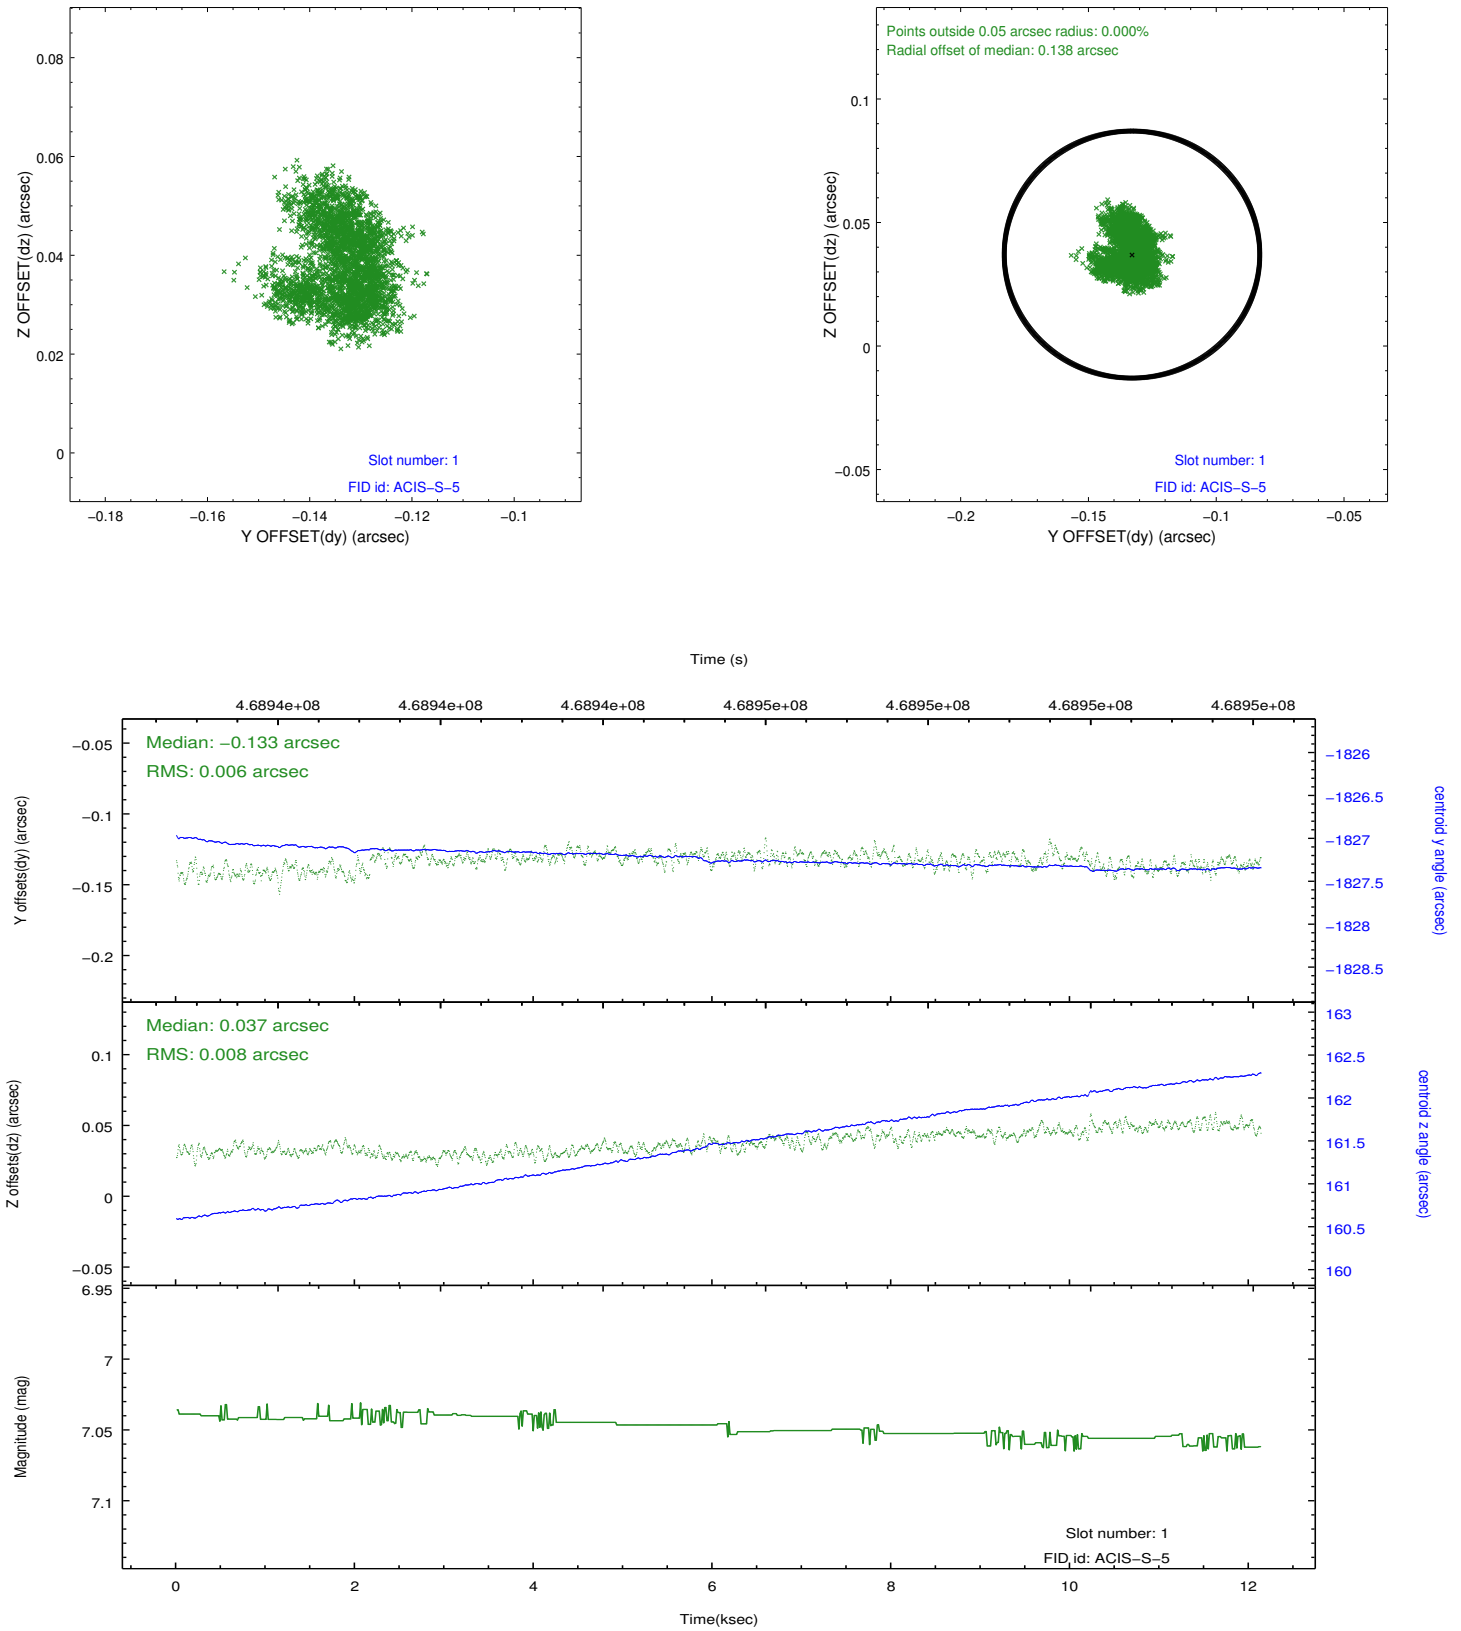 0.08
0.06
0.04
0.02
0
Z OFFSET(dz) (arcsec)
Slot number: 1
FID id: ACIS−S−5
−0.18
−0.16
−0.14
−0.12
−0.1
Y OFFSET(dy) (arcsec)
Points outside 0.05 arcsec radius: 0.000%
Radial offset of median: 0.138 arcsec
0.1
0.05
0
−0.05
Z OFFSET(dz) (arcsec)
Slot number: 1
FID id: ACIS−S−5
−0.2
−0.15
−0.1
−0.05
Y OFFSET(dy) (arcsec)
Time (s)
4.6894e+08
4.6894e+08
4.6894e+08
4.6895e+08
4.6895e+08
4.6895e+08
4.6895e+08
Median: −0.133 arcsec
RMS: 0.006 arcsec
−0.05
−0.1
−0.15
−0.2
Y offsets(dy) (arcsec)
−1826
−1826.5
−1827
−1827.5
−1828
−1828.5
centroid y angle (arcsec)
Median: 0.037 arcsec
RMS: 0.008 arcsec
0.1
0.05
0
−0.05
Z offsets(dz) (arcsec)
163
162.5
162
161.5
161
160.5
160
centroid z angle (arcsec)
6.95
7
7.05
7.1
Magnitude (mag)
Slot number: 1
FID id: ACIS−S−5
0
2
4
6
8
10
12
Time(ksec)